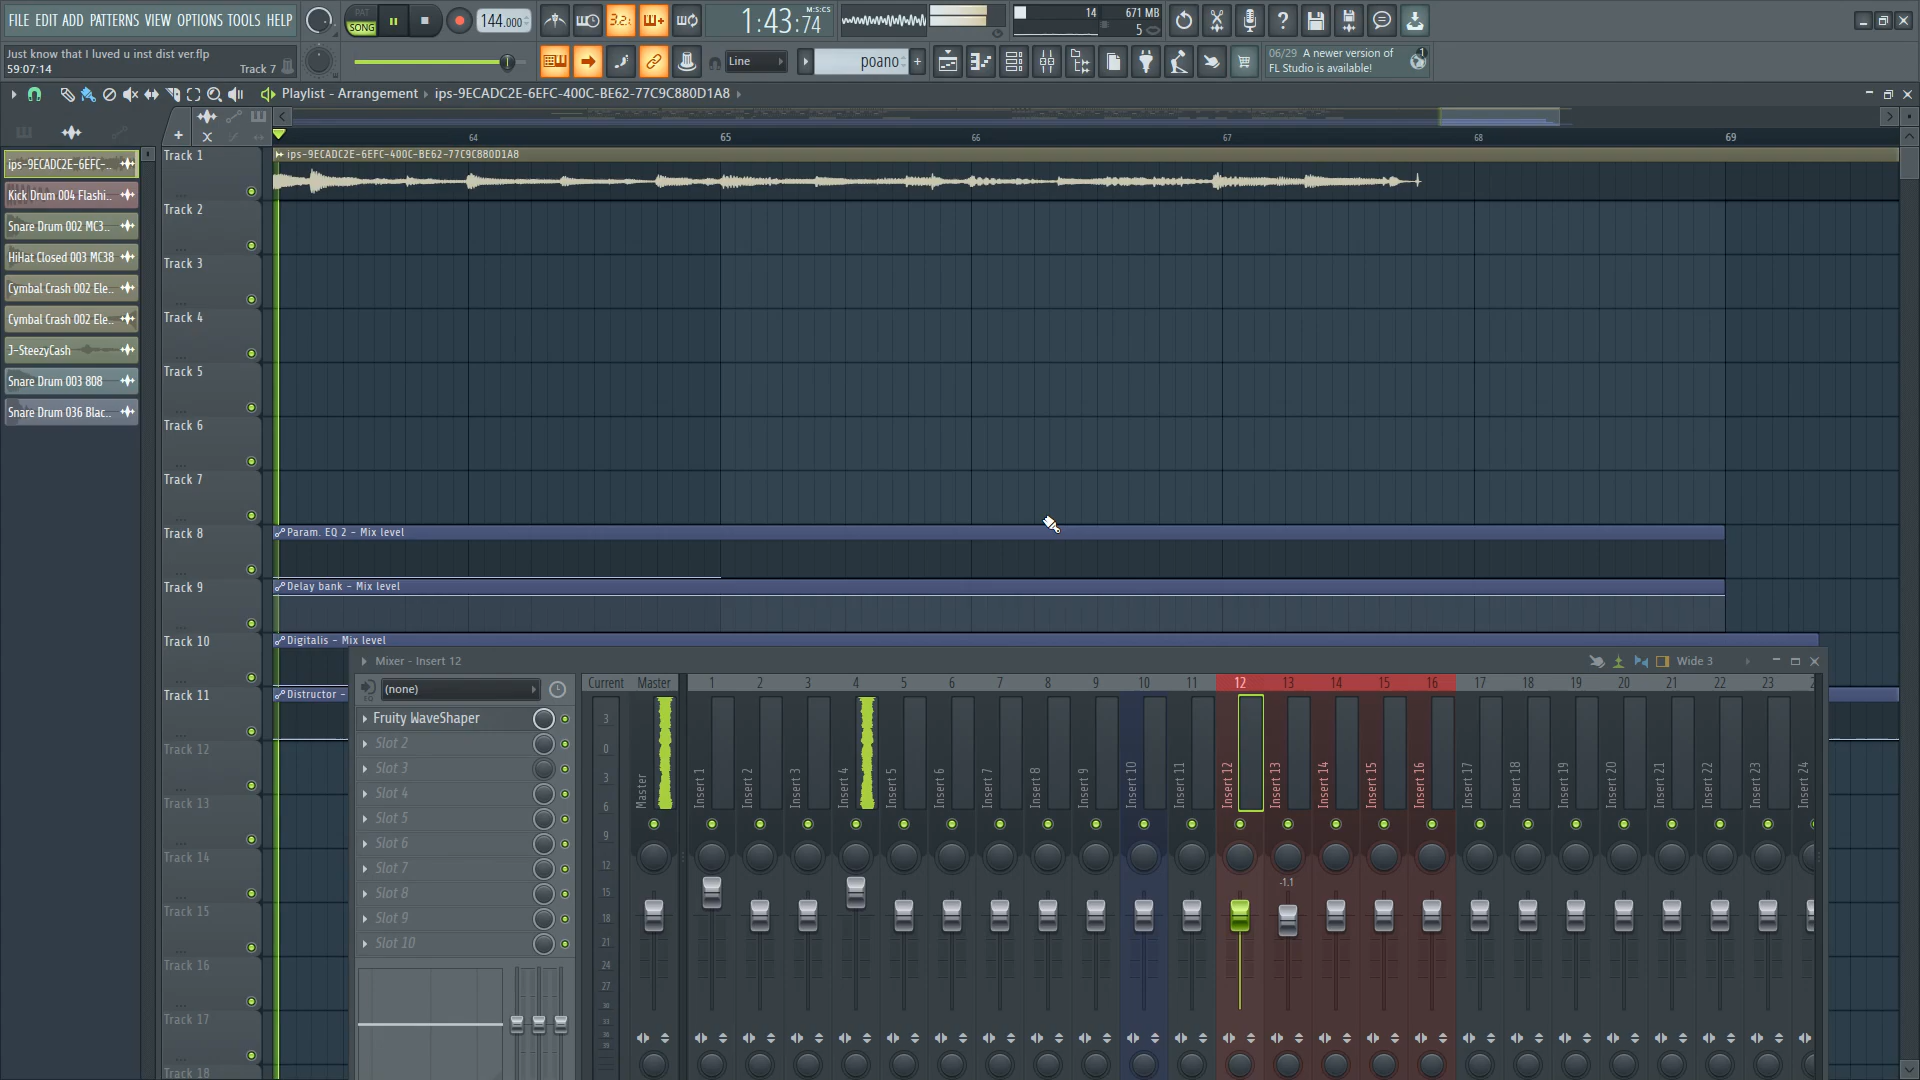 FILE EDIT ADD PATTERNS VIEW OPTIONS TOOLS HELP
PAT
SONG
144.000
3.2.
1:43:74
M:S:CS
14
671 MB
5
Just know that I luved u inst dist ver.flp
59:07:14
Track 7
Line
poano
06/29 A newer version of
FL Studio is available!
1
Playlist - Arrangement
ips-9ECADC2E-6EFC-400C-BE62-77C9C880D1A8
64
65
66
67
68
69
ips-9ECADC2E-6EFC-..
Kick Drum 004 Flashi..
Snare Drum 002 MC3..
HiHat Closed 003 MC38
Cymbal Crash 002 Ele..
Cymbal Crash 002 Ele..
J-SteezyCash
Snare Drum 003 808
Snare Drum 036 Blac..
Track 1
ips-9ECADC2E-6EFC-400C-BE62-77C9C880D1A8
Track 2
Track 3
Track 4
Track 5
Track 6
Track 7
Track 8
Param. EQ 2 - Mix level
Track 9
Delay bank - Mix level
Track 10
Digitalis - Mix level
Track 11
Distructor -
Track 12
Track 13
Track 14
Track 15
Track 16
Track 17
Track 18
Mixer - Insert 12
Wide 3
(none)
Fruity WaveShaper
Slot 2
Slot 3
Slot 4
Slot 5
Slot 6
Slot 7
Slot 8
Slot 9
Slot 10
Current Master 1 2 3 4 5 6 7 8 9 10 11 12 13 14 15 16 17 18 19 20 21 22 23 2
3
0
3
6
9
12
15
18
21
24
27
Master
Insert 1
Insert 2
Insert 3
Insert 4
Insert 5
Insert 6
Insert 7
Insert 8
Insert 9
Insert 10
Insert 11
Insert 12
Insert 13
Insert 14
Insert 15
Insert 16
Insert 17
Insert 18
Insert 19
Insert 20
Insert 21
Insert 22
Insert 23
Insert 24
-1.1